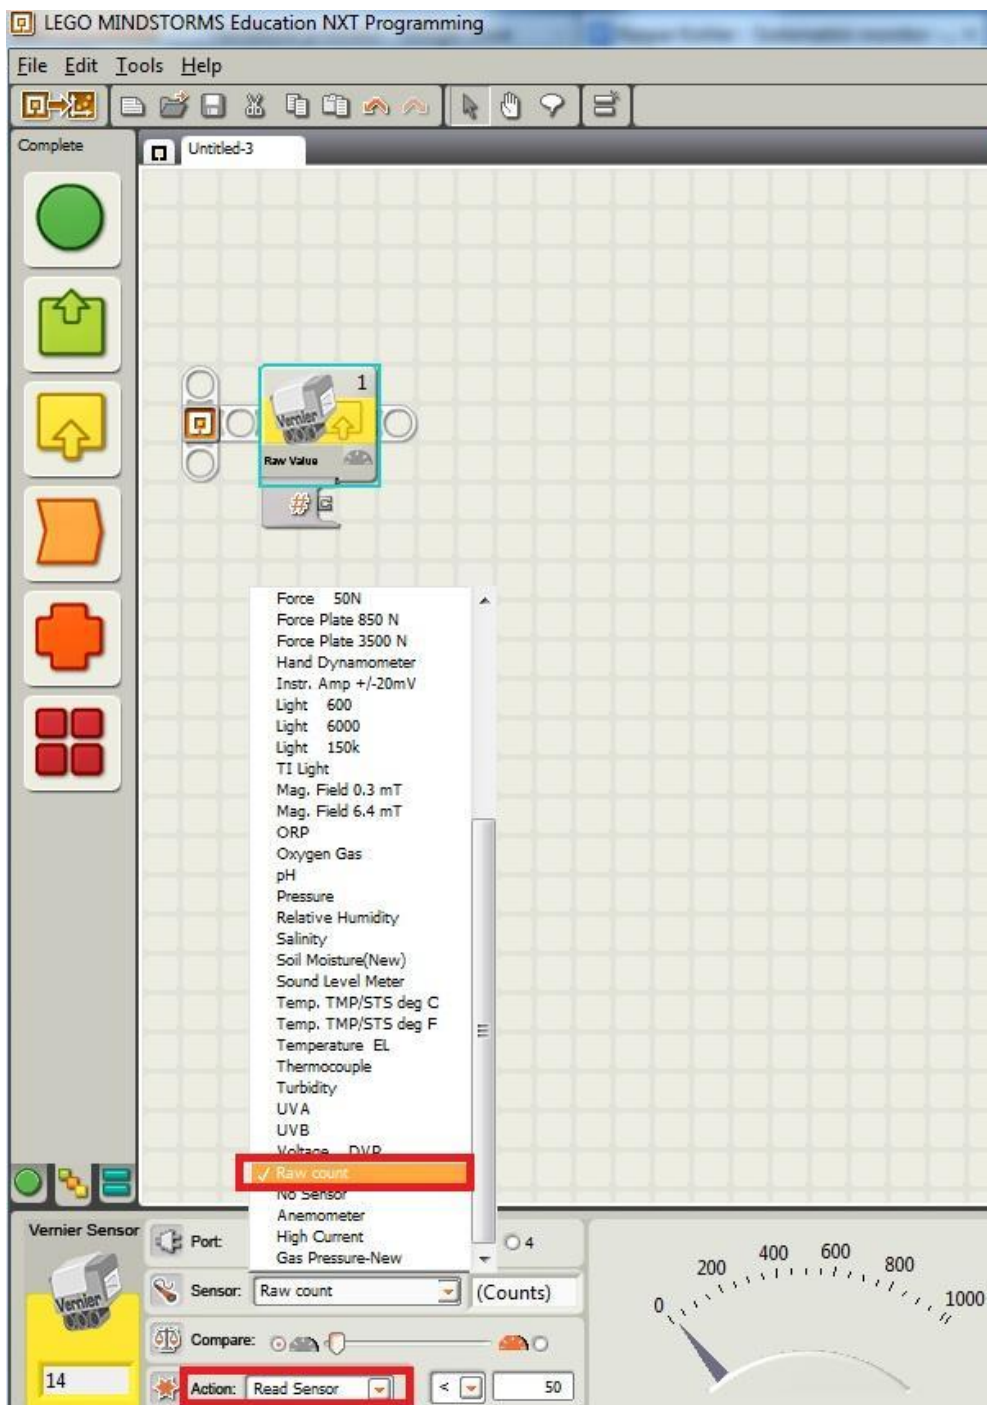 LEGO MINDSTORMS Education NXT Programming
File Edit Tools Help
Complete
Untitled-3
1
Vernier
Raw Value
Force 50N
Force Plate 850 N
Force Plate 3500 N
Hand Dynamometer
Instr. Amp +/-20mV
Light 600
Light 6000
Light 150k
TI Light
Mag. Field 0.3 mT
Mag. Field 6.4 mT
ORP
Oxygen Gas
pH
Pressure
Relative Humidity
Salinity
Soil Moisture(New)
Sound Level Meter
Temp. TMP/STS deg C
Temp. TMP/STS deg F
Temperature EL
Thermocouple
Turbidity
UVA
UVB
Voltage DVP
Raw count
No Sensor
Anemometer
High Current
Gas Pressure-New
Vernier Sensor
Vernier
14
Port: 4
Sensor: Raw count (Counts)
Compare:
Action: Read Sensor < 50
0 200 400 600 800 1000